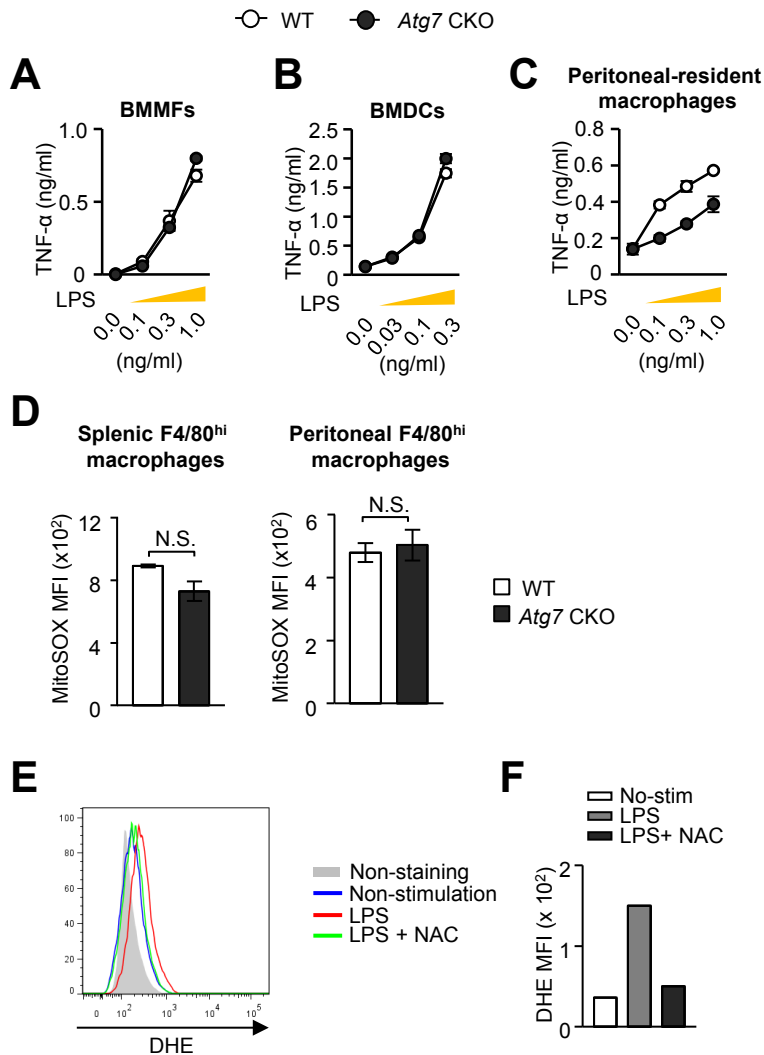 WT Atg7 CKO
A
BMMFs
TNF-α (ng/ml)
1.0
0.5
0
LPS
0.0 0.1 0.3 1.0
(ng/ml)
B
BMDCs
2.5
2.0
1.5
1.0
0.5
0
0.0 0.03 0.1 0.3
(ng/ml)
C
Peritoneal-resident
macrophages
TNF-α (ng/ml)
0.8
0.6
0.4
0.2
0
LPS
0.0 0.1 0.3 1.0
(ng/ml)
D
Splenic F4/80hi
macrophages
MitoSOX MFI (x10²)
12
8
4
0
N.S.
Peritoneal F4/80hi
macrophages
MitoSOX MFI (x10²)
6
4
2
0
N.S.
WT
Atg7 CKO
E
100
80
60
40
20
0
0 10² 10³ 10⁴ 10⁵
DHE
Non-staining
Non-stimulation
LPS
LPS + NAC
F
No-stim
LPS
LPS+ NAC
DHE MFI (x 10²)
2
1
0